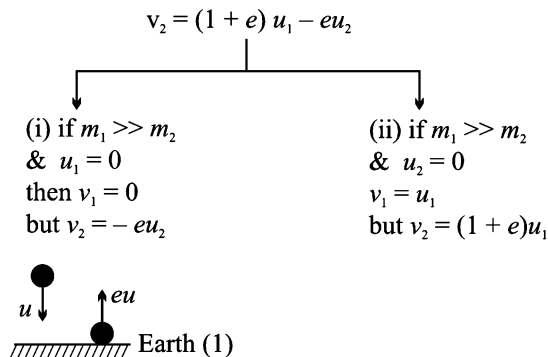 v₂ = (1 + e) u₁ – eu₂
(i) if m₁ >> m₂
& u₁ = 0
then v₁ = 0
but v₂ = – eu₂
(ii) if m₁ >> m₂
& u₂ = 0
v₁ = u₁
but v₂ = (1 + e)u₁
u
eu
Earth (1)